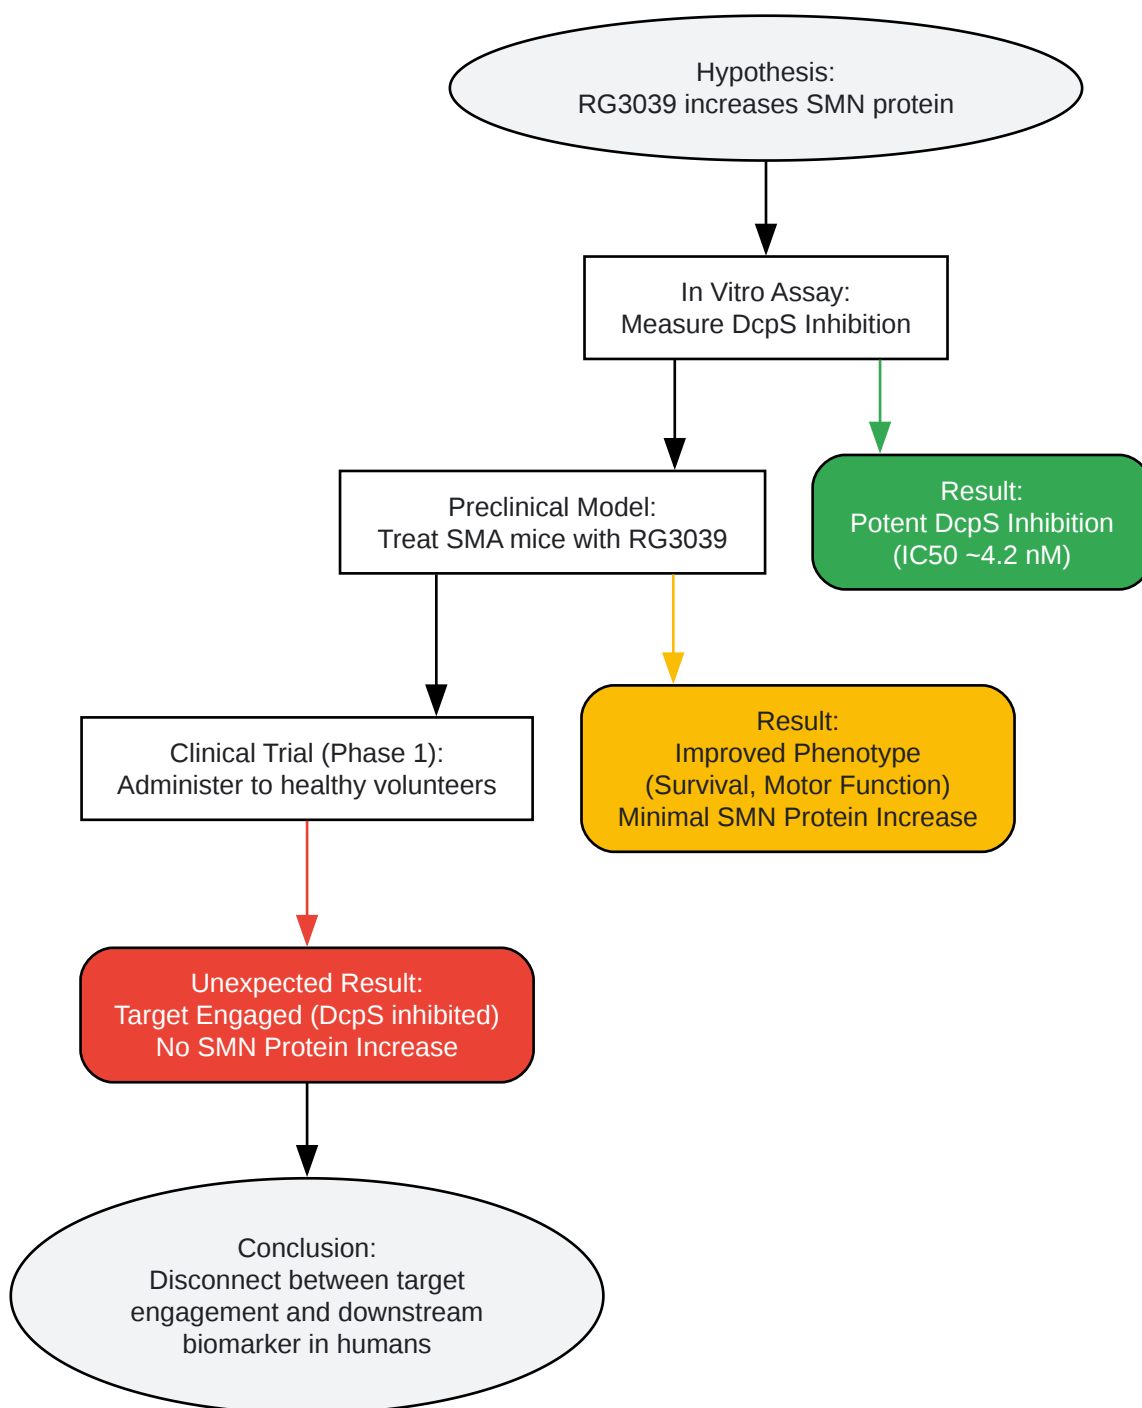 Hypothesis:
RG3039 increases SMN protein
In Vitro Assay:
Measure DcpS Inhibition
Result:
Potent DcpS Inhibition
(IC50 ~4.2 nM)
Preclinical Model:
Treat SMA mice with RG3039
Result:
Improved Phenotype
(Survival, Motor Function)
Minimal SMN Protein Increase
Clinical Trial (Phase 1):
Administer to healthy volunteers
Unexpected Result:
Target Engaged (DcpS inhibited)
No SMN Protein Increase
Conclusion:
Disconnect between target
engagement and downstream
biomarker in humans